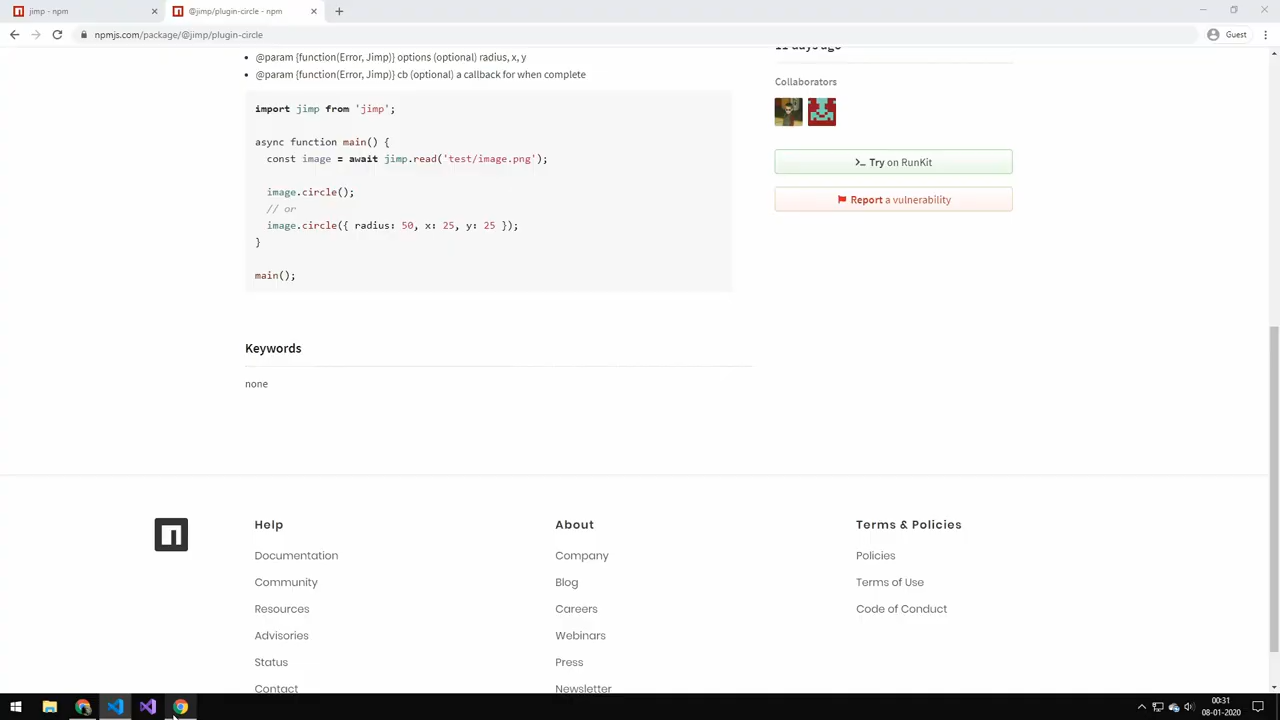 jimp - npm
@jimp/plugin-circle - npm
npmjs.com/package/@jimp/plugin-circle
Guest
@param {function(Error, Jimp)} options (optional) radius, x, y
@param {function(Error, Jimp)} cb (optional) a callback for when complete
import jimp from 'jimp';
async function main() {
const image = await jimp.read('test/image.png');
image.circle();
// or
image.circle({ radius: 50, x: 25, y: 25 });
}
main();
Keywords
none
11 days ago
Collaborators
>_ Try on RunKit
Report a vulnerability
Help
Documentation
Community
Resources
Advisories
Status
Contact
About
Company
Blog
Careers
Webinars
Press
Newsletter
Terms & Policies
Policies
Terms of Use
Code of Conduct
00:31
08-01-2020